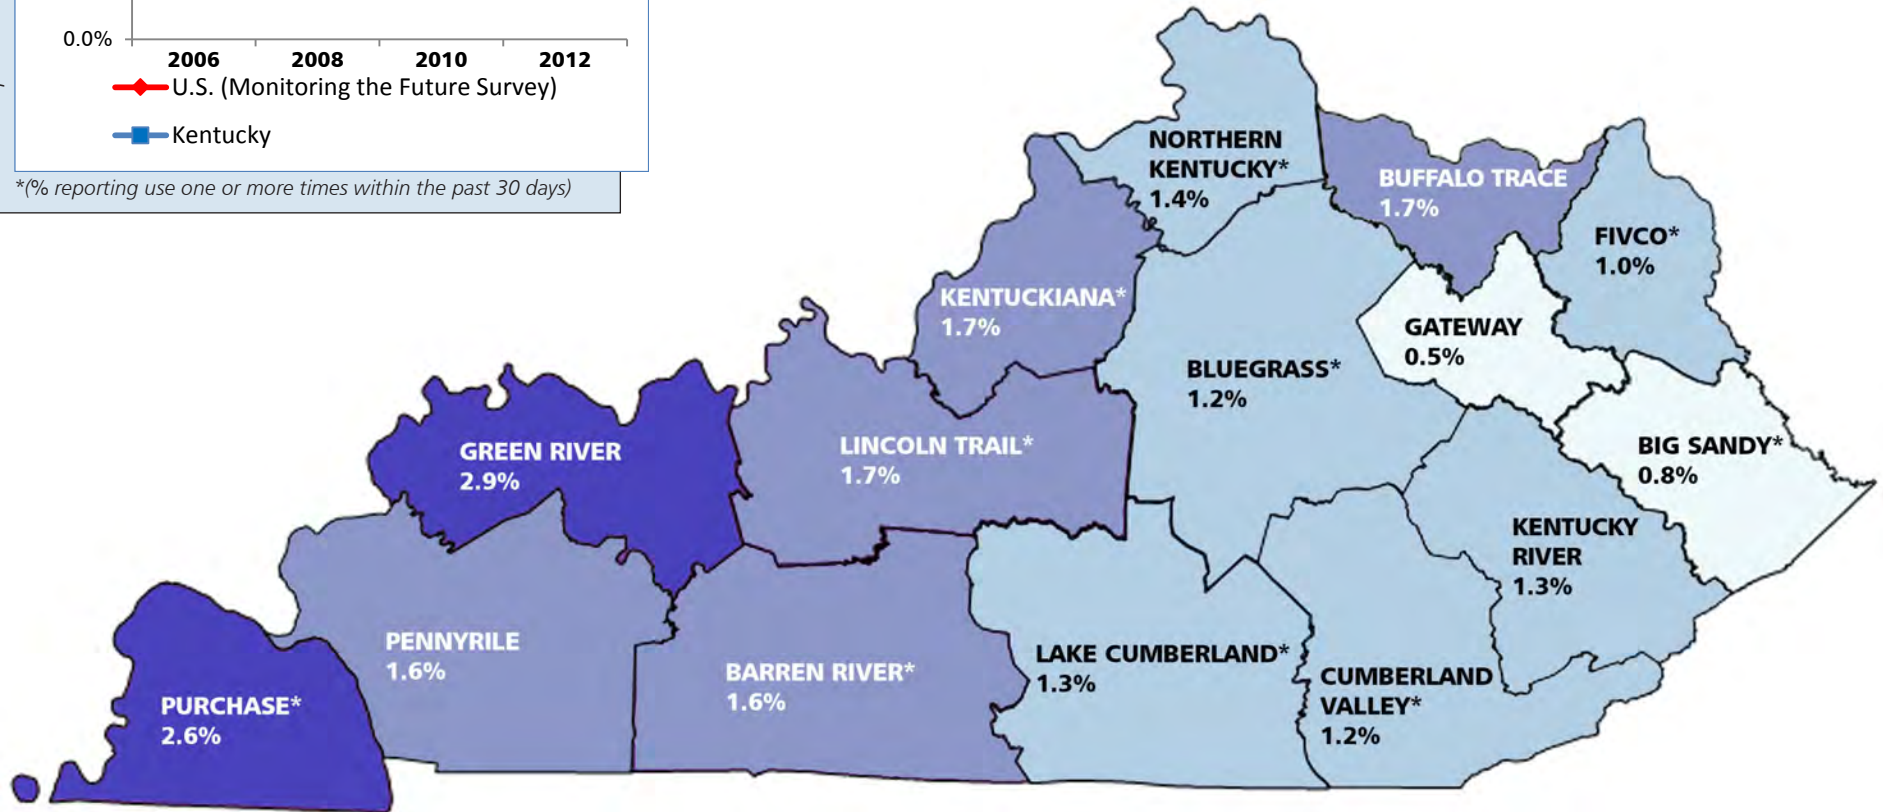 0.0%
2006 2008 2010 2012
U.S. (Monitoring the Future Survey)
Kentucky
*(% reporting use one or more times within the past 30 days)
NORTHERN
KENTUCKY*
1.4%
BUFFALO TRACE
1.7%
FIVCO*
1.0%
KENTUCKIANA*
1.7%
GATEWAY
0.5%
BLUEGRASS*
1.2%
BIG SANDY*
0.8%
GREEN RIVER
2.9%
LINCOLN TRAIL*
1.7%
KENTUCKY
RIVER
1.3%
PENNYRILE
1.6%
BARREN RIVER*
1.6%
LAKE CUMBERLAND*
1.3%
CUMBERLAND
VALLEY*
1.2%
PURCHASE*
2.6%